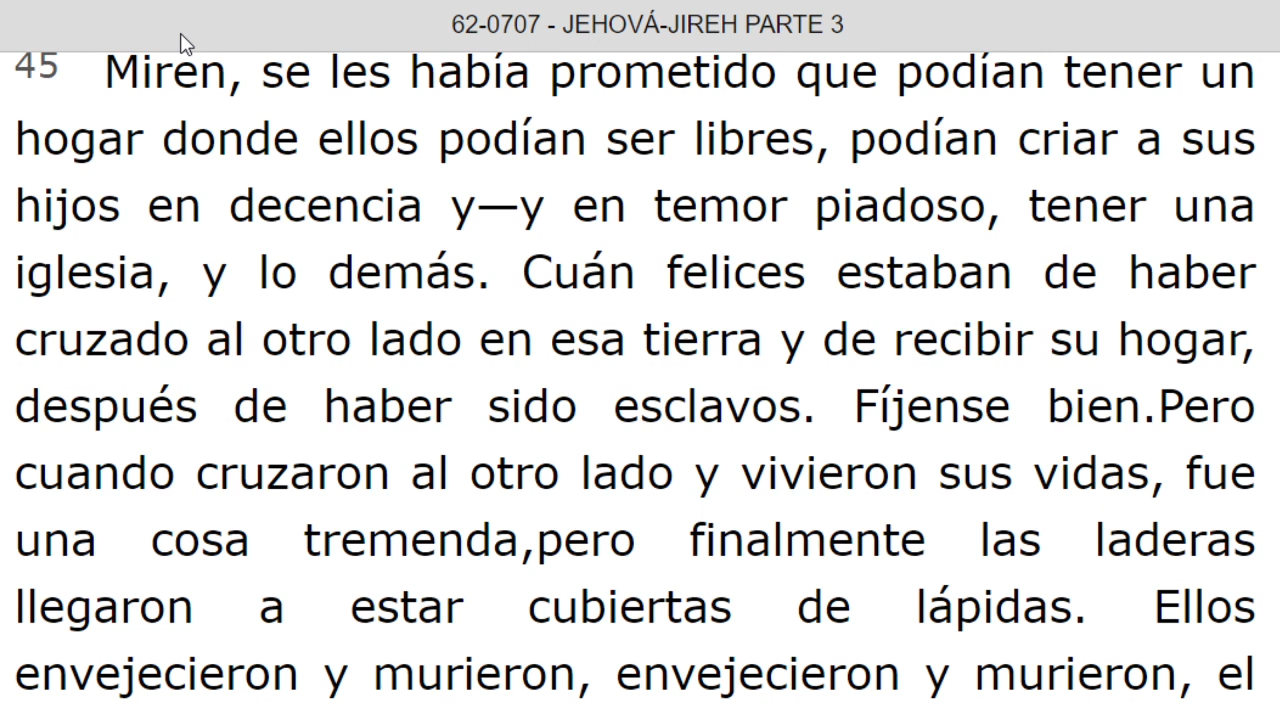 62-0707 - JEHOVÁ-JIREH PARTE 3
45 Miren, se les había prometido que podían tener un
hogar donde ellos podían ser libres, podían criar a sus
hijos en decencia y—y en temor piadoso, tener una
iglesia, y lo demás. Cuán felices estaban de haber
cruzado al otro lado en esa tierra y de recibir su hogar,
después de haber sido esclavos. Fíjense bien.Pero
cuando cruzaron al otro lado y vivieron sus vidas, fue
una cosa tremenda,pero finalmente las laderas
llegaron a estar cubiertas de lápidas. Ellos
envejecieron y murieron, envejecieron y murieron, el